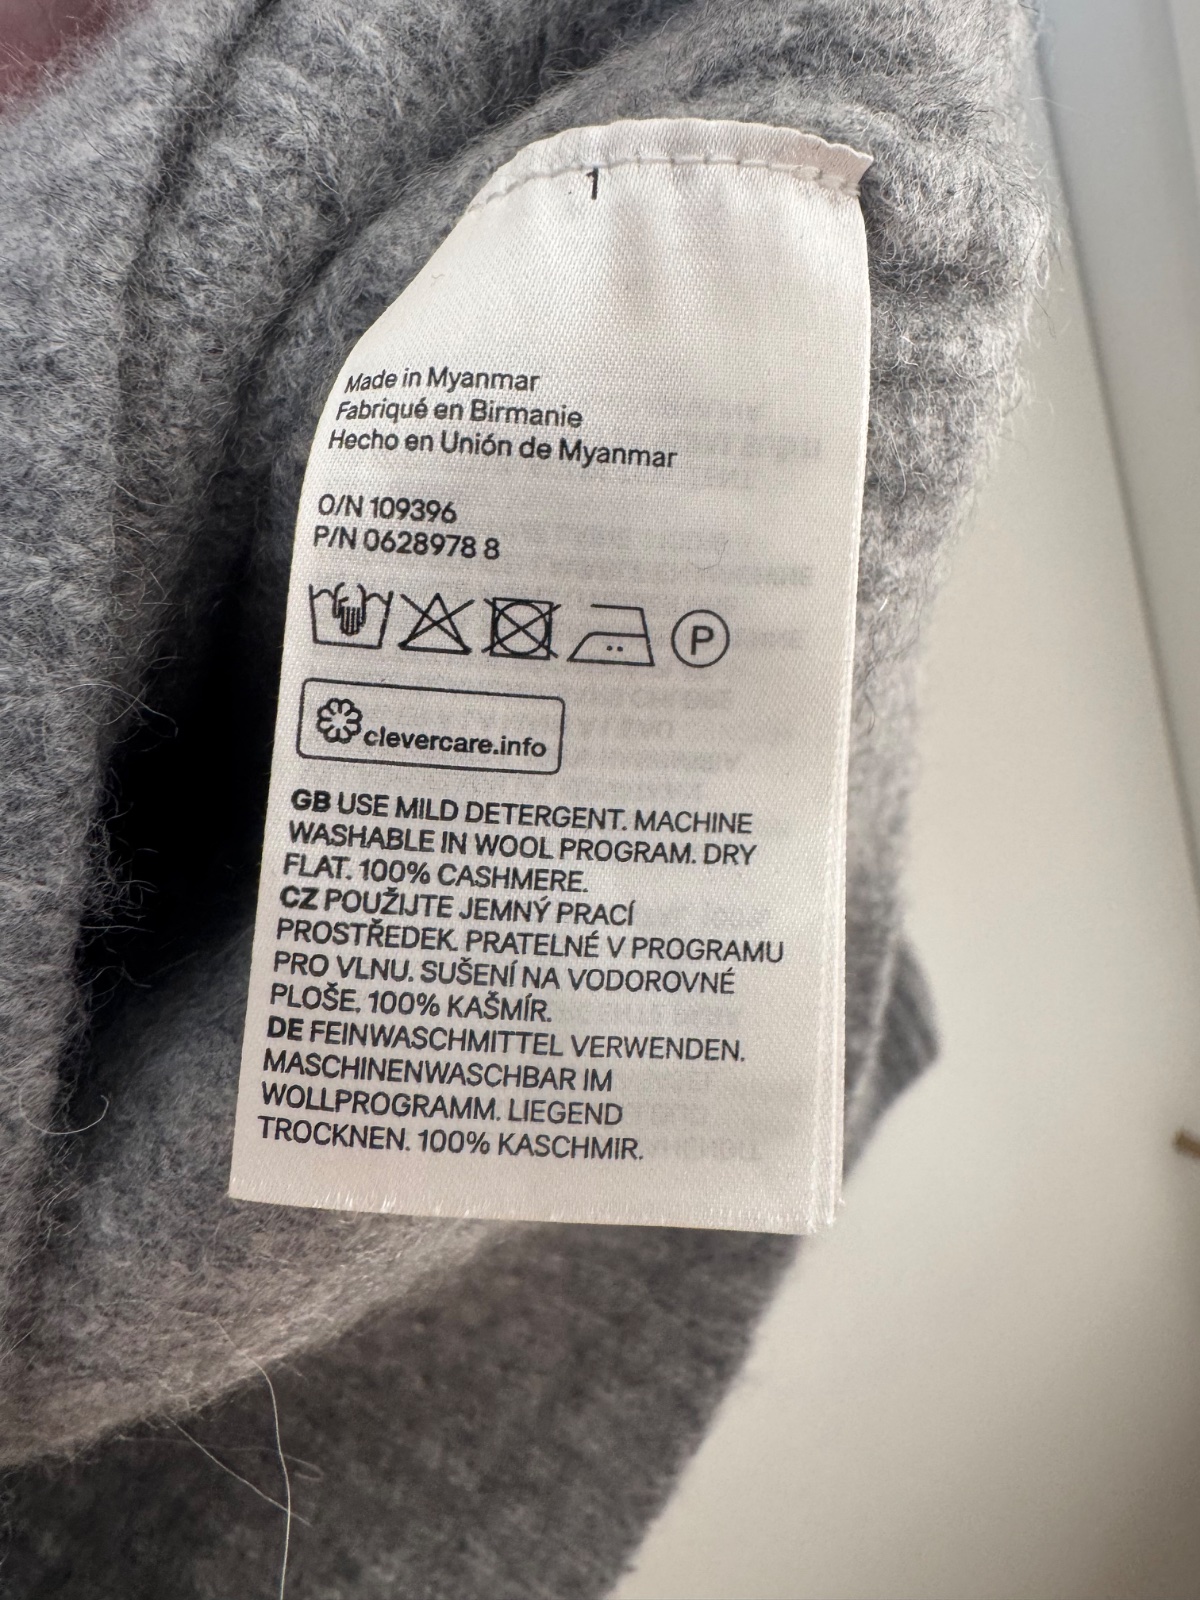 1
Made in Myanmar
Fabriqué en Birmanie
Hecho en Unión de Myanmar
O/N 109396
P/N 0628978 8
P
clevercare.info
GB USE MILD DETERGENT. MACHINE
WASHABLE IN WOOL PROGRAM. DRY
FLAT. 100% CASHMERE.
CZ POUŽIJTE JEMNÝ PRACÍ
PROSTŘEDEK. PRATELNÉ V PROGRAMU
PRO VLNU. SUŠENÍ NA VODOROVNÉ
PLOŠE. 100% KAŠMÍR.
DE FEINWASCHMITTEL VERWENDEN.
MASCHINENWASCHBAR IM
WOLLPROGRAMM. LIEGEND
TROCKNEN. 100% KASCHMIR.